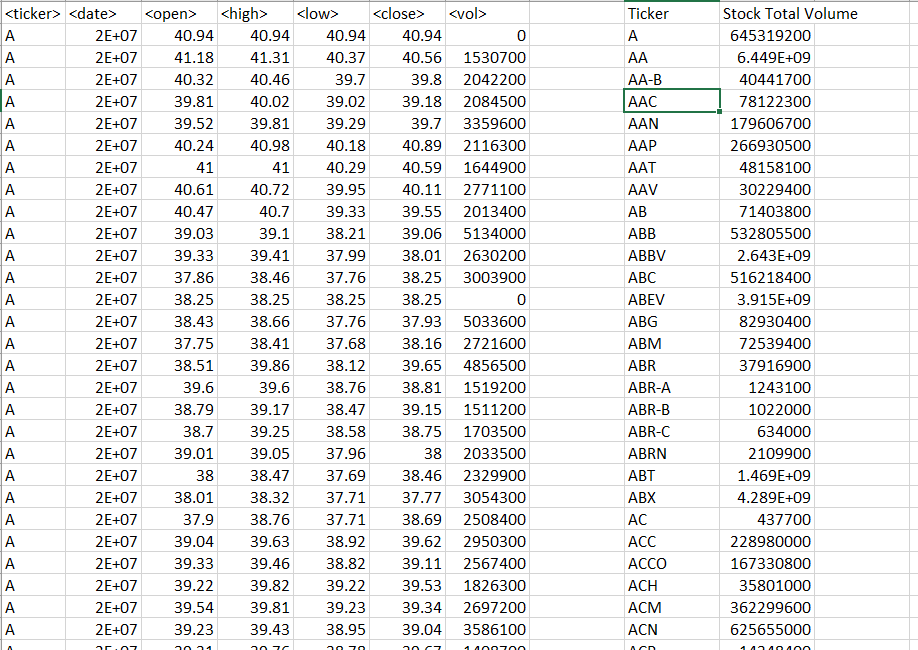 <ticker> <date> <open> <high> <low> <close> <vol> Ticker Stock Total Volume
A 2E+07 40.94 40.94 40.94 40.94 0 A 645319200
A 2E+07 41.18 41.31 40.37 40.56 1530700 AA 6.449E+09
A 2E+07 40.32 40.46 39.7 39.8 2042200 AA-B 40441700
A 2E+07 39.81 40.02 39.02 39.18 2084500 AAC 78122300
A 2E+07 39.52 39.81 39.29 39.7 3359600 AAN 179606700
A 2E+07 40.24 40.98 40.18 40.89 2116300 AAP 266930500
A 2E+07 41 41 40.29 40.59 1644900 AAT 48158100
A 2E+07 40.61 40.72 39.95 40.11 2771100 AAV 30229400
A 2E+07 40.47 40.7 39.33 39.55 2013400 AB 71403800
A 2E+07 39.03 39.1 38.21 39.06 5134000 ABB 532805500
A 2E+07 39.33 39.41 37.99 38.01 2630200 ABBV 2.643E+09
A 2E+07 37.86 38.46 37.76 38.25 3003900 ABC 516218400
A 2E+07 38.25 38.25 38.25 38.25 0 ABEV 3.915E+09
A 2E+07 38.43 38.66 37.76 37.93 5033600 ABG 82930400
A 2E+07 37.75 38.41 37.68 38.16 2721600 ABM 72539400
A 2E+07 38.51 39.86 38.12 39.65 4856500 ABR 37916900
A 2E+07 39.6 39.6 38.76 38.81 1519200 ABR-A 1243100
A 2E+07 38.79 39.17 38.47 39.15 1511200 ABR-B 1022000
A 2E+07 38.7 39.25 38.58 38.75 1703500 ABR-C 634000
A 2E+07 39.01 39.05 37.96 38 2033500 ABRN 2109900
A 2E+07 38 38.47 37.69 38.46 2329900 ABT 1.469E+09
A 2E+07 38.01 38.32 37.71 37.77 3054300 ABX 4.289E+09
A 2E+07 37.9 38.76 37.71 38.69 2508400 AC 437700
A 2E+07 39.04 39.63 38.92 39.62 2950300 ACC 228980000
A 2E+07 39.33 39.46 38.82 39.11 2567400 ACCO 167330800
A 2E+07 39.22 39.82 39.22 39.53 1826300 ACH 35801000
A 2E+07 39.54 39.81 39.23 39.34 2697200 ACM 362299600
A 2E+07 39.23 39.43 38.95 39.04 3586100 ACN 625655000